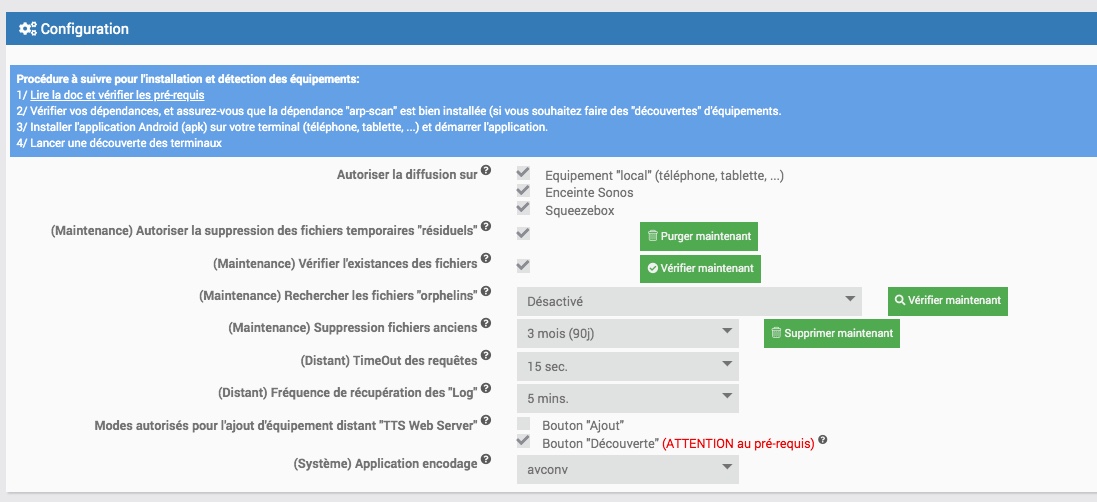 Configuration
Procédure à suivre pour l'installation et détection des équipements:
1/ Lire la doc et vérifier les pré-requis
2/ Vérifier vos dépendances, et assurez-vous que la dépendance "arp-scan" est bien installée (si vous souhaitez faire des "découvertes" d'équipements.
3/ Installer l'application Android (apk) sur votre terminal (téléphone, tablette, ...) et démarrer l'application.
4/ Lancer une découverte des terminaux
Autoriser la diffusion sur ? Equipement "local" (téléphone, tablette, ...)
Enceinte Sonos
Squeezebox
(Maintenance) Autoriser la suppression des fichiers temporaires "résiduels" ? Purger maintenant
(Maintenance) Vérifier l'existances des fichiers ? Vérifier maintenant
(Maintenance) Rechercher les fichiers "orphelins" ? Désactivé Vérifier maintenant
(Maintenance) Suppression fichiers anciens ? 3 mois (90j) Supprimer maintenant
(Distant) TimeOut des requêtes ? 15 sec.
(Distant) Fréquence de récupération des "Log" ? 5 mins.
Modes autorisés pour l'ajout d'équipement distant "TTS Web Server" ? Bouton "Ajout"
Bouton "Découverte" (ATTENTION au pré-requis) ?
(Système) Application encodage ? avconv